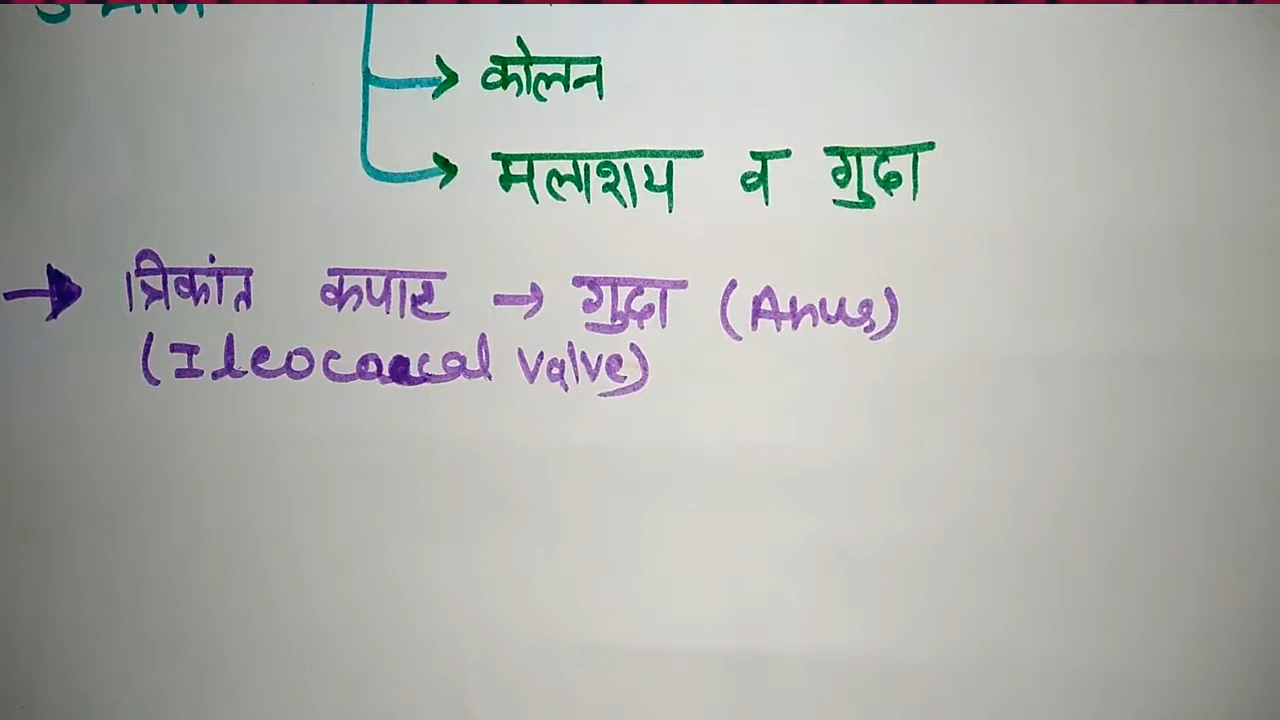 कोलन
मलाशय व गुदा
त्रिकांत कपाट → गुदा (Anus)
(Ileocaecal valve)